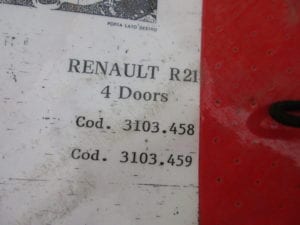 RENAULT R21
4 Doors
Cod. 3103.458
Cod. 3103.459